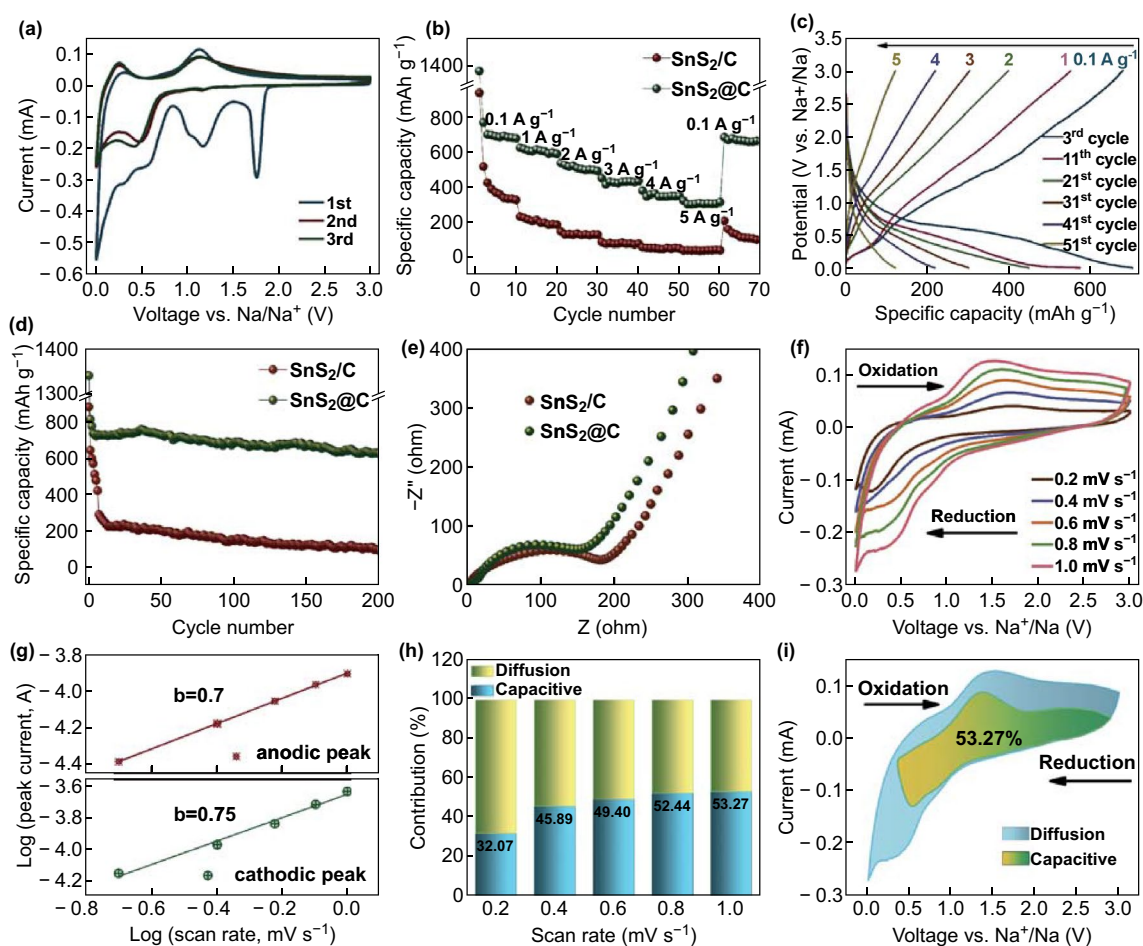 (a)
0.1
0.0
− 0.1
− 0.2
− 0.3
− 0.4
− 0.5
− 0.6
Current (mA)
1st
2nd
3rd
0.0 0.5 1.0 1.5 2.0 2.5 3.0
Voltage vs. Na/Na⁺ (V)
(b)
1400
800
600
400
200
0
Specific capacity (mAh g⁻¹)
SnS₂/C
SnS₂@C
0.1 A g⁻¹
1 A g⁻¹
2 A g⁻¹
3 A g⁻¹
4 A g⁻¹
5 A g⁻¹
0.1 A g⁻¹
0 10 20 30 40 50 60 70
Cycle number
(c)
3.5
3.0
2.5
2.0
1.5
1.0
0.5
0.0
Potential (V vs. Na+/Na)
5 4 3 2 1 0.1 A g⁻¹
3ʳᵈ cycle
11ᵗʰ cycle
21ˢᵗ cycle
31ˢᵗ cycle
41ˢᵗ cycle
51ˢᵗ cycle
0 200 400 600
Specific capacity (mAh g⁻¹)
(d)
1400
1300
800
600
400
200
0
Specific capacity (mAh g⁻¹)
SnS₂/C
SnS₂@C
0 50 100 150 200
Cycle number
(e)
400
300
200
100
0
−Z″ (ohm)
SnS₂/C
SnS₂@C
0 100 200 300 400
Z (ohm)
(f)
0.1
0.0
− 0.1
− 0.2
− 0.3
Current (mA)
Oxidation
Reduction
0.2 mV s⁻¹
0.4 mV s⁻¹
0.6 mV s⁻¹
0.8 mV s⁻¹
1.0 mV s⁻¹
0.0 0.5 1.0 1.5 2.0 2.5 3.0
Voltage vs. Na⁺/Na (V)
(g)
− 3.8
− 4.0
− 4.2
− 4.4
− 3.6
− 3.8
− 4.0
− 4.2
Log (peak current, A)
b=0.7
anodic peak
b=0.75
cathodic peak
− 0.8 − 0.6 − 0.4 − 0.2 0.0
Log (scan rate, mV s⁻¹)
(h)
120
100
80
60
40
20
0
Contribution (%)
Diffusion
Capacitive
32.07
45.89
49.40
52.44
53.27
0.2 0.4 0.6 0.8 1.0
Scan rate (mV s⁻¹)
(i)
0.1
0.0
− 0.1
− 0.2
− 0.3
Current (mA)
Oxidation
53.27%
Reduction
Diffusion
Capacitive
0.0 0.5 1.0 1.5 2.0 2.5 3.0
Voltage vs. Na⁺/Na (V)